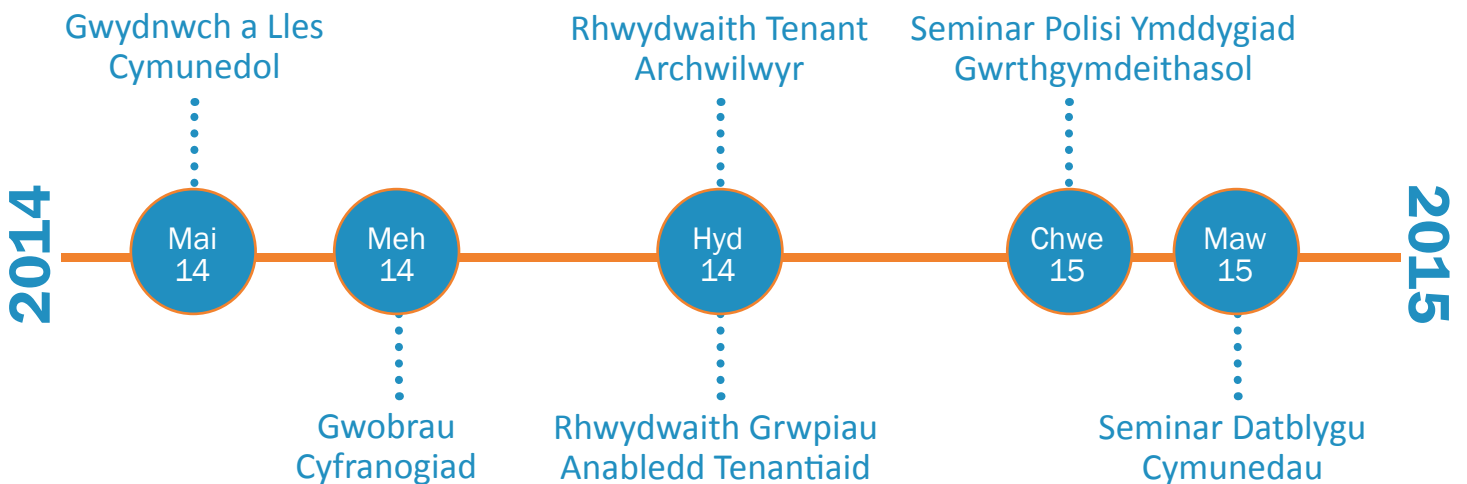 Gwydnwch a Lles
Cymunedol
Rhwydwaith Tenant
Archwilwyr
Seminar Polisi Ymddygiad
Gwrthgymdeithasol
2014
Mai
14
Meh
14
Hyd
14
Chwe
15
Maw
15
2015
Gwobrau
Cyfranogiad
Rhwydwaith Grwpiau
Anabledd Tenantiaid
Seminar Datblygu
Cymunedau